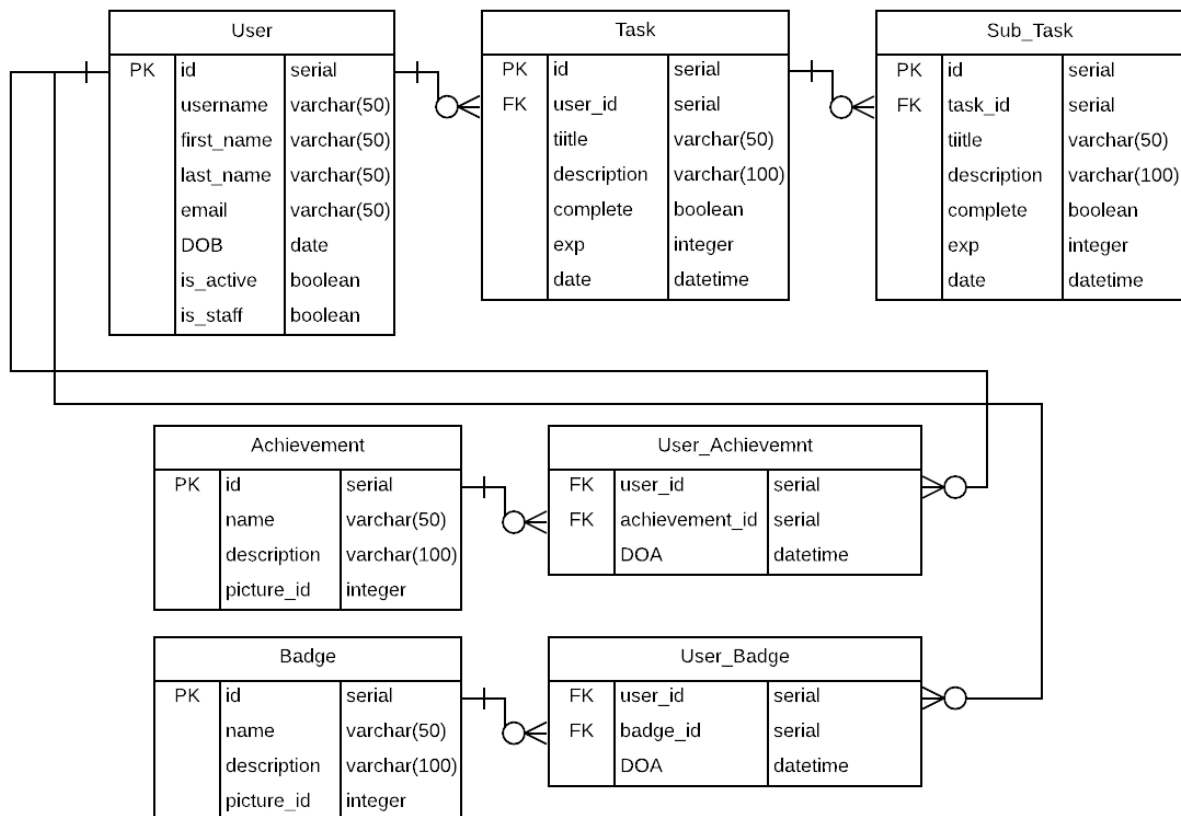 User
PK id serial
username varchar(50)
first_name varchar(50)
last_name varchar(50)
email varchar(50)
DOB date
is_active boolean
is_staff boolean
Task
PK id serial
FK user_id serial
tiitle varchar(50)
description varchar(100)
complete boolean
exp integer
date datetime
Sub_Task
PK id serial
FK task_id serial
tiitle varchar(50)
description varchar(100)
complete boolean
exp integer
date datetime
Achievement
PK id serial
name varchar(50)
description varchar(100)
picture_id integer
User_Achievemnt
FK user_id serial
FK achievement_id serial
DOA datetime
Badge
PK id serial
name varchar(50)
description varchar(100)
picture_id integer
User_Badge
FK user_id serial
FK badge_id serial
DOA datetime